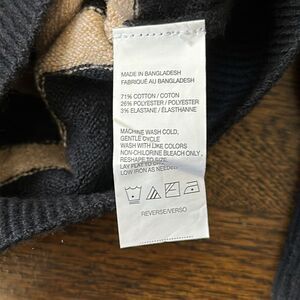 MADE IN BANGLADESH
FABRIQUÉ AU BANGLADESH
71% COTTON / COTON
26% POLYESTER / POLYESTER
3% ELASTANE / ÉLASTHANNE
MACHINE WASH COLD,
GENTLE CYCLE
WASH WITH LIKE COLORS
NON-CHLORINE BLEACH ONLY
RESHAPE TO SIZE
LAY FLAT TO DRY
LOW IRON AS NEEDED
REVERSE/VERSO